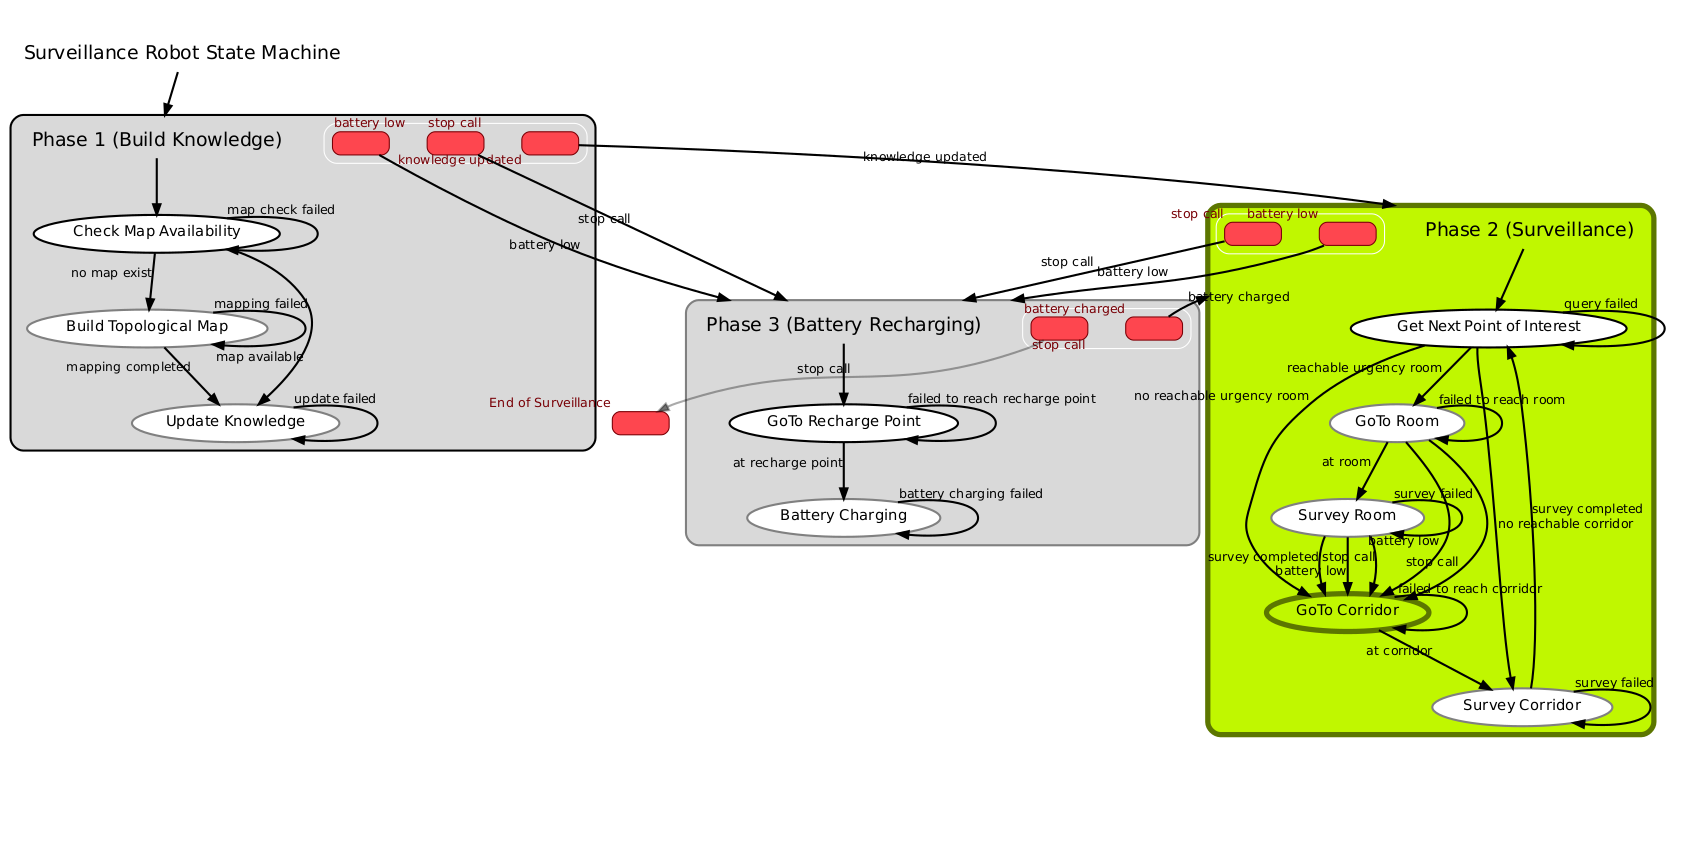 Surveillance Robot State Machine
Phase 1 (Build Knowledge)
battery low
stop call
knowledge updated
map check failed
Check Map Availability
no map exist
mapping failed
Build Topological Map
map available
mapping completed
update failed
Update Knowledge
stop call
battery low
knowledge updated
stop call
battery low
Phase 2 (Surveillance)
stop call
battery low
battery charged
Phase 3 (Battery Recharging)
battery charged
stop call
stop call
End of Surveillance
failed to reach recharge point
GoTo Recharge Point
at recharge point
battery charging failed
Battery Charging
query failed
Get Next Point of Interest
reachable urgency room
no reachable urgency room
failed to reach room
GoTo Room
at room
survey failed
Survey Room
survey completed
no reachable corridor
battery low
survey completed
stop call
stop call
battery low
failed to reach corridor
GoTo Corridor
at corridor
survey failed
Survey Corridor